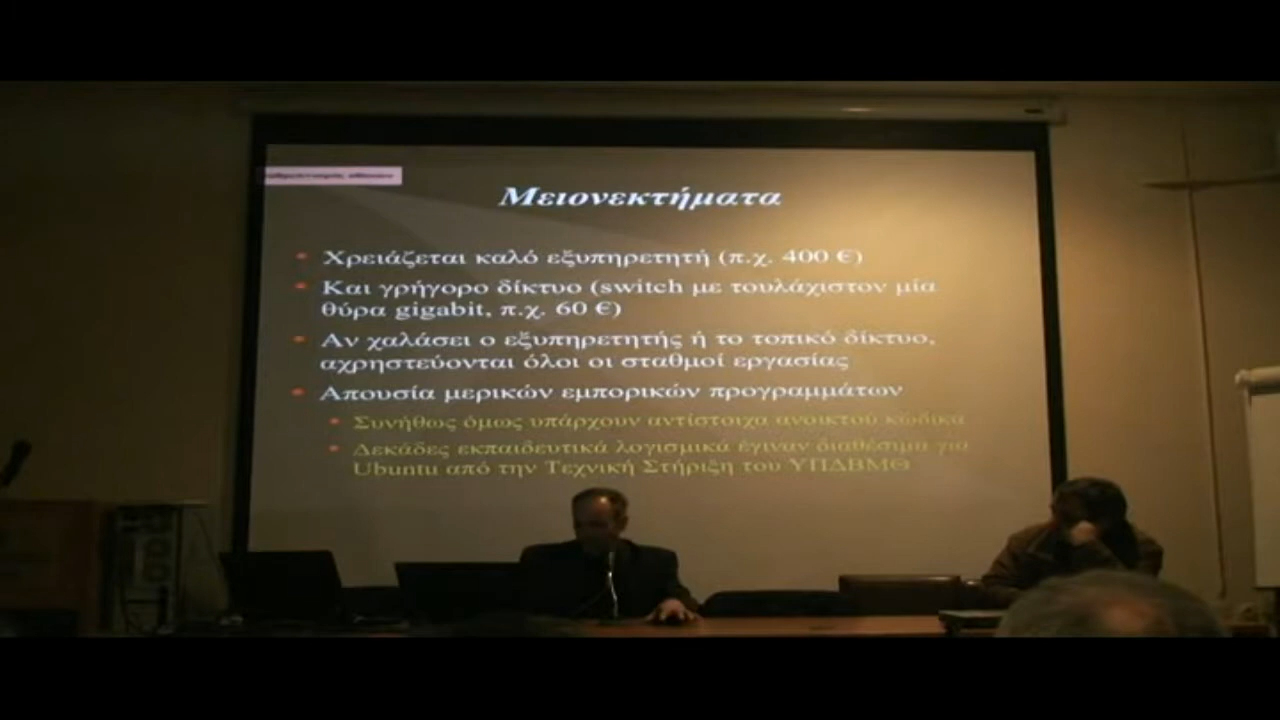 Μειονεκτήματα
Χρειάζεται καλό εξυπηρετητή (π.χ. 400 €)
Και γρήγορο δίκτυο (switch με τουλάχιστον μία
θύρα gigabit, π.χ. 60 €)
Αν χαλάσει ο εξυπηρετητής ή το τοπικό δίκτυο,
αχρηστεύονται όλοι οι σταθμοί εργασίας
Απουσία μερικών εμπορικών προγραμμάτων
Συνήθως όμως υπάρχουν αντίστοιχα ανοικτού κώδικα
Δεκάδες εκπαιδευτικά λογισμικά έγιναν διαθέσιμα για
Ubuntu από την Τεχνική Στήριξη του ΥΠΔΒΜΘ